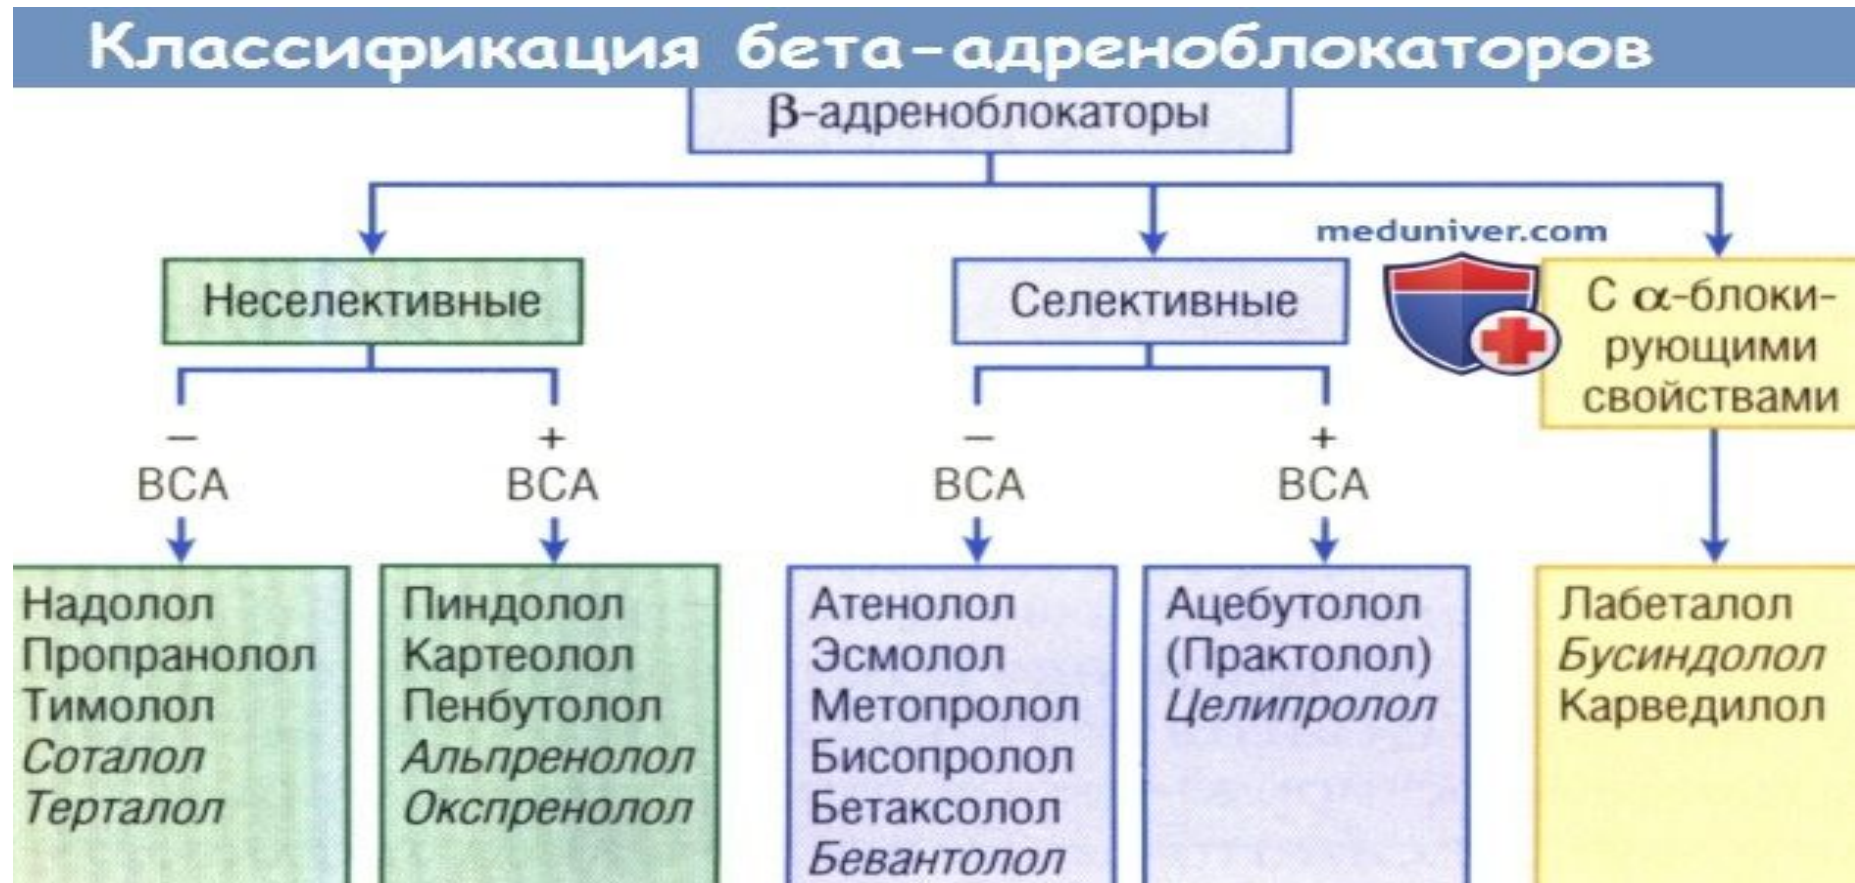 Классификация бета-адреноблокаторов
β-адреноблокаторы
meduniver.com
Неселективные
Селективные
С α-блоки-
рующими
свойствами
–
ВСА
+
ВСА
–
ВСА
+
ВСА
Надолол
Пропранолол
Тимолол
Соталол
Терталол
Пиндолол
Картеолол
Пенбутолол
Альпренолол
Окспренолол
Атенолол
Эсмолол
Метопролол
Бисопролол
Бетаксолол
Бевантолол
Ацебутолол
(Практолол)
Целипролол
Лабеталол
Бусиндолол
Карведилол